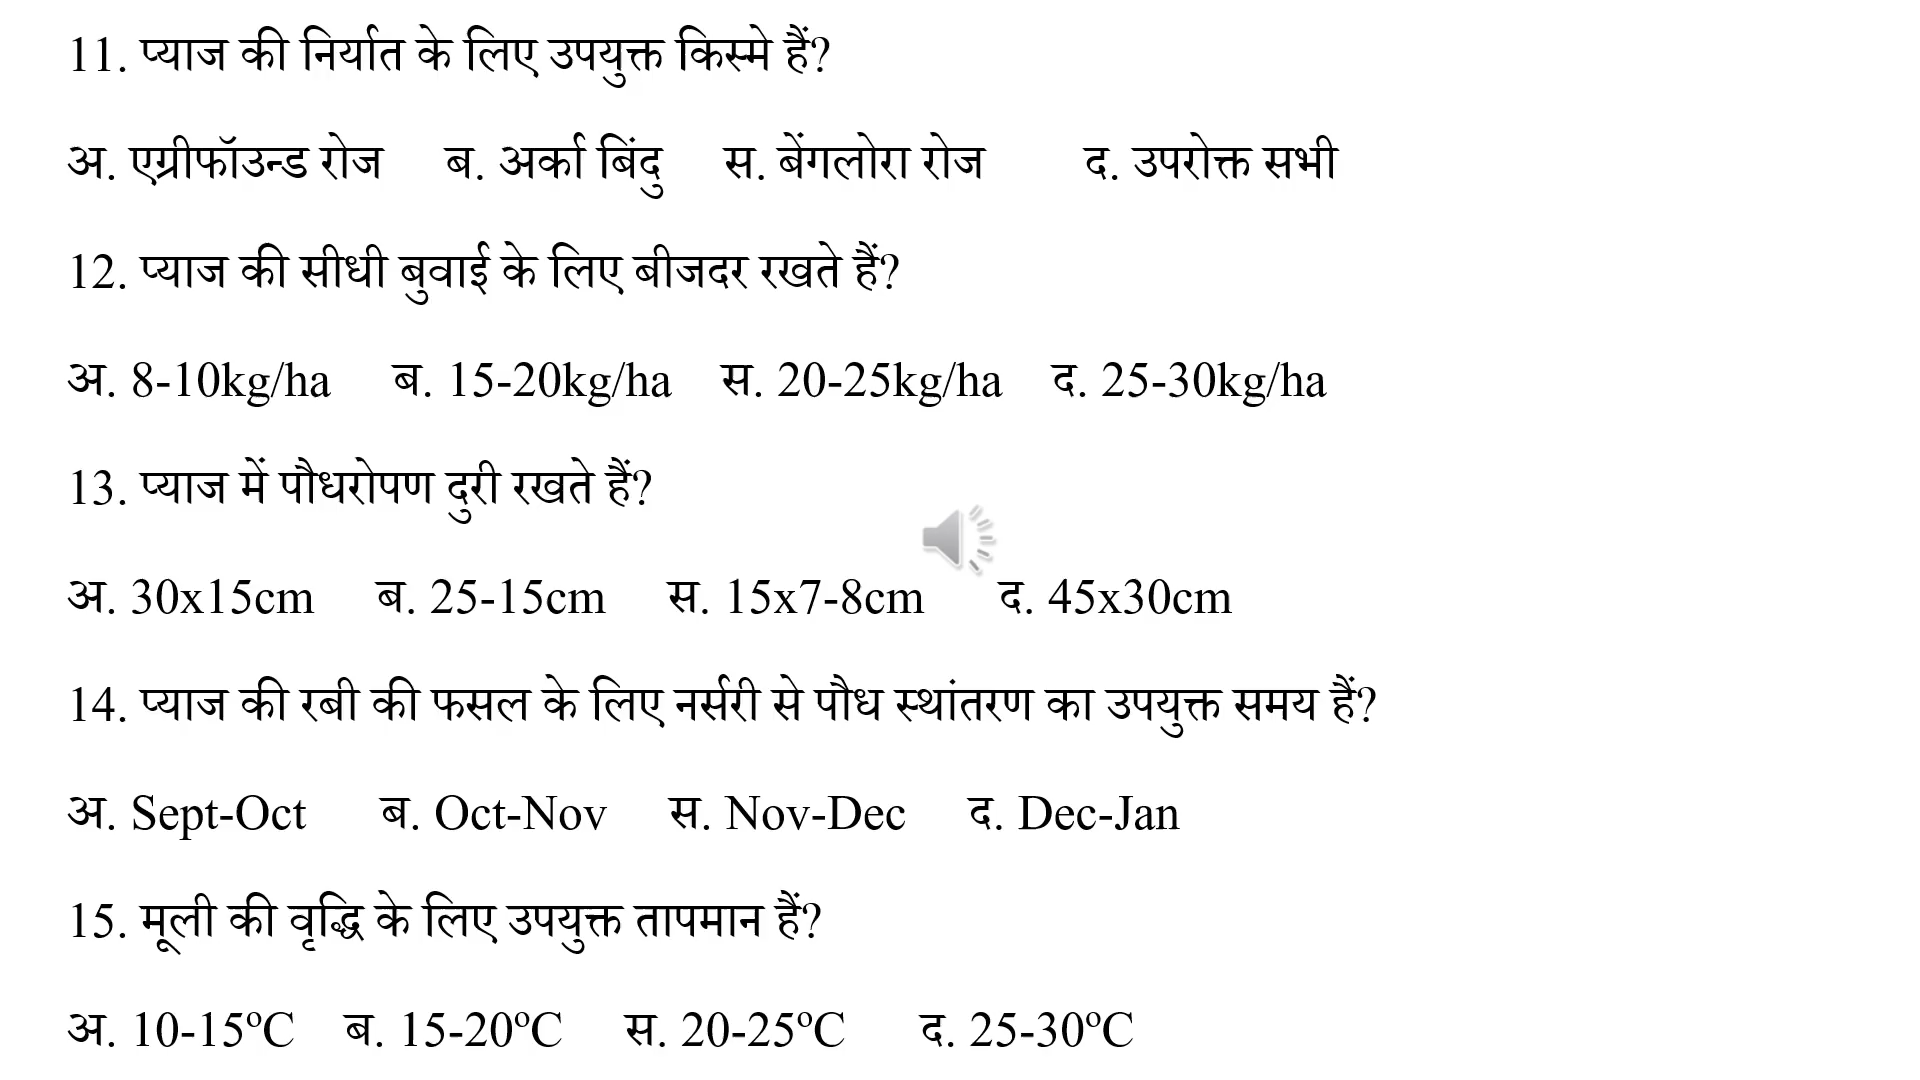 11. प्याज की निर्यात के लिए उपयुक्त किस्मे हैं?
अ. एग्रीफॉउन्ड रोज ब. अर्का बिंदु स. बेंगलोरा रोज द. उपरोक्त सभी
12. प्याज की सीधी बुवाई के लिए बीजदर रखते हैं?
अ. 8-10kg/ha ब. 15-20kg/ha स. 20-25kg/ha द. 25-30kg/ha
13. प्याज में पौधरोपण दुरी रखते हैं?
अ. 30x15cm ब. 25-15cm स. 15x7-8cm द. 45x30cm
14. प्याज की रबी की फसल के लिए नर्सरी से पौध स्थांतरण का उपयुक्त समय हैं?
अ. Sept-Oct ब. Oct-Nov स. Nov-Dec द. Dec-Jan
15. मूली की वृद्धि के लिए उपयुक्त तापमान हैं?
अ. 10-15ºC ब. 15-20ºC स. 20-25ºC द. 25-30ºC